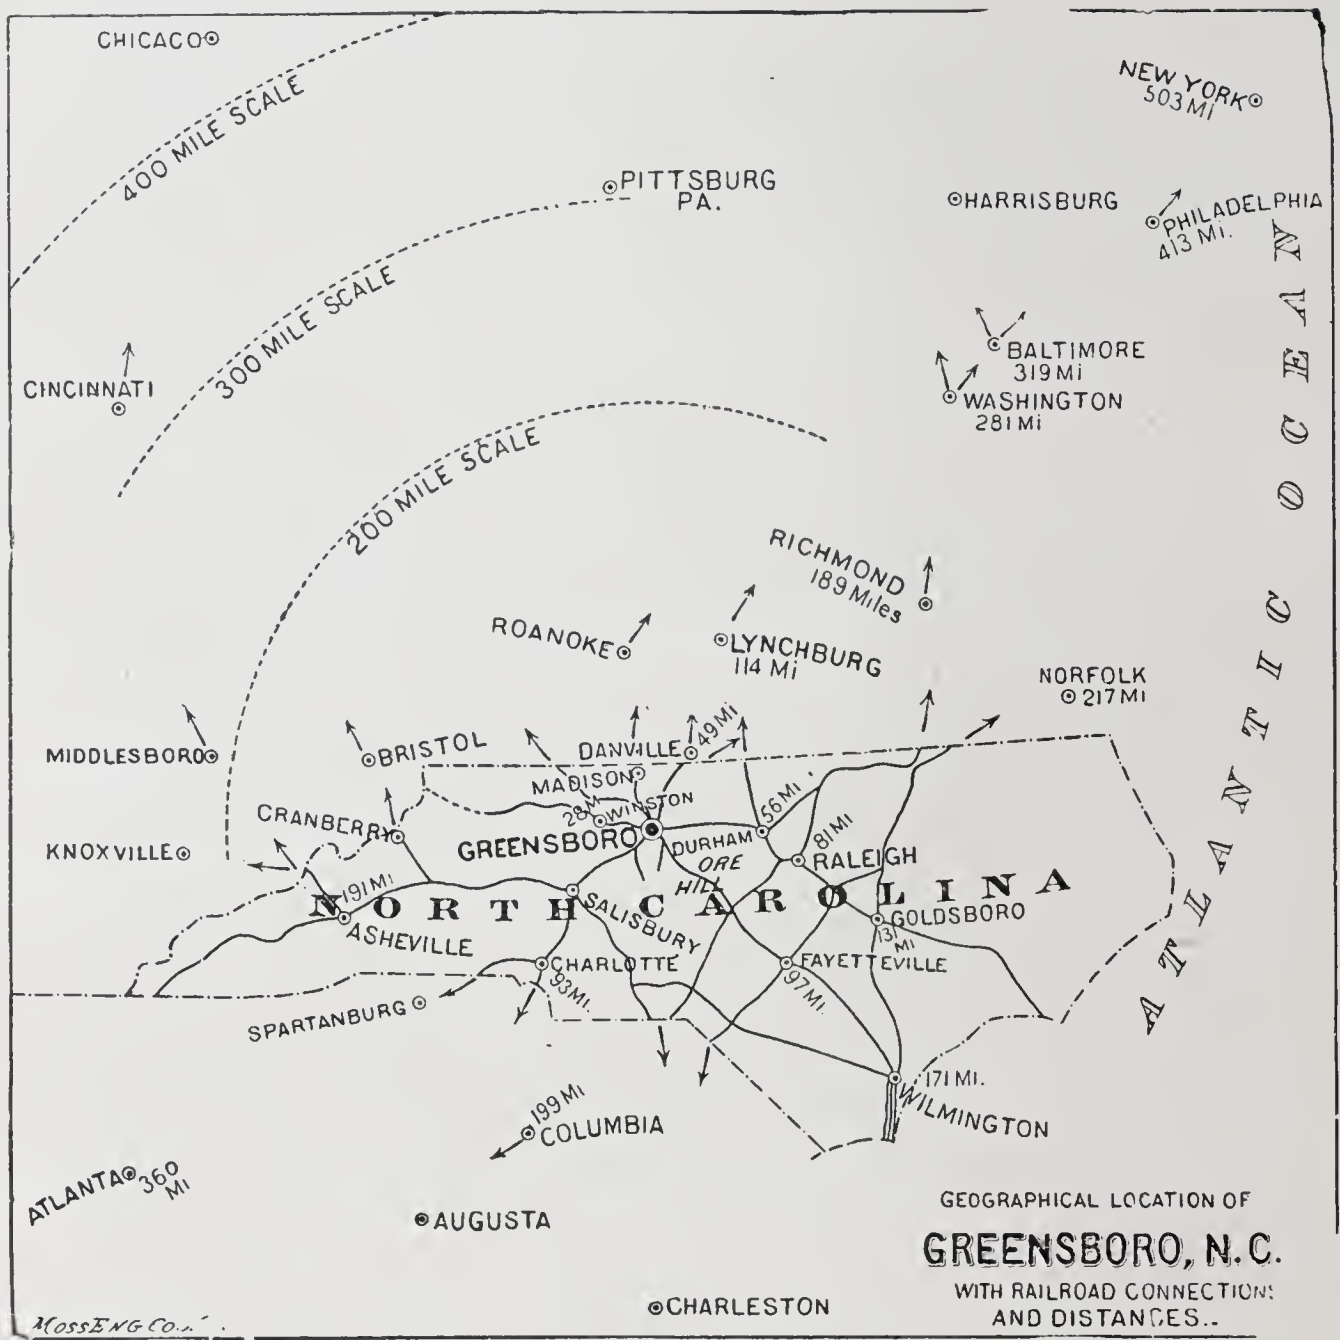 CHICACO
400 MILE SCALE
NEW YORK
503 Mi
PITTSBURG
PA.
HARRISBURG
PHILADELPHIA
413 Mi.
300 MILE SCALE
BALTIMORE
319 Mi
CINCINNATI
WASHINGTON
281 Mi
ATLANTIC OCEAN
200 MILE SCALE
RICHMOND
189 Miles
ROANOKE
LYNCHBURG
114 Mi
NORFOLK
217 Mi
MIDDLESBORO
BRISTOL
DANVILLE
49 Mi
MADISON
28 M
WINSTON
56 Mi
CRANBERRY
GREENSBORO
DURHAM
81 Mi
KNOXVILLE
ORE
HILL
RALEIGH
191 Mi
NORTH CAROLINA
ASHEVILLE
SALISBURY
GOLDSBORO
131
Mi
CHARLOTTE
93 Mi.
FAYETTEVILLE
97 Mi.
SPARTANBURG
171 Mi.
WILMINGTON
199 Mi
COLUMBIA
ATLANTA
360
Mi
AUGUSTA
CHARLESTON
GEOGRAPHICAL LOCATION OF
GREENSBORO, N.C.
WITH RAILROAD CONNECTIONS
AND DISTANCES..
MOSS ENG CO.